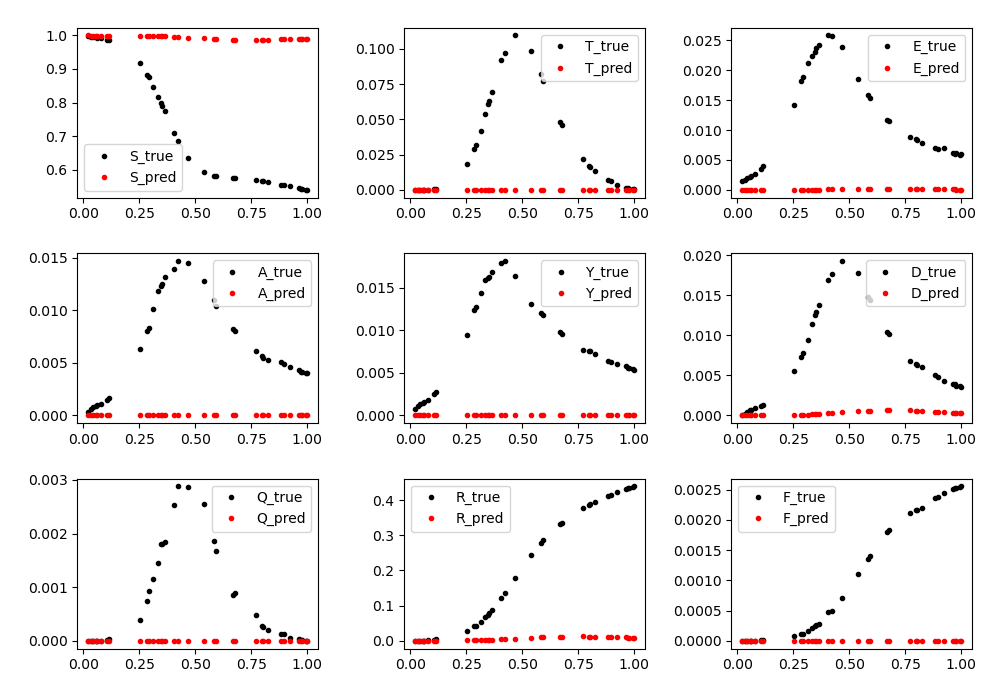 1.0
0.9
0.8
0.7
0.6
S_true
S_pred
0.00 0.25 0.50 0.75 1.00
0.100
0.075
0.050
0.025
0.000
T_true
T_pred
0.00 0.25 0.50 0.75 1.00
0.025
0.020
0.015
0.010
0.005
0.000
E_true
E_pred
0.00 0.25 0.50 0.75 1.00
0.015
0.010
0.005
0.000
A_true
A_pred
0.00 0.25 0.50 0.75 1.00
0.015
0.010
0.005
0.000
Y_true
Y_pred
0.00 0.25 0.50 0.75 1.00
0.020
0.015
0.010
0.005
0.000
D_true
D_pred
0.00 0.25 0.50 0.75 1.00
0.003
0.002
0.001
0.000
Q_true
Q_pred
0.00 0.25 0.50 0.75 1.00
0.4
0.3
0.2
0.1
0.0
R_true
R_pred
0.00 0.25 0.50 0.75 1.00
0.0025
0.0020
0.0015
0.0010
0.0005
0.0000
F_true
F_pred
0.00 0.25 0.50 0.75 1.00